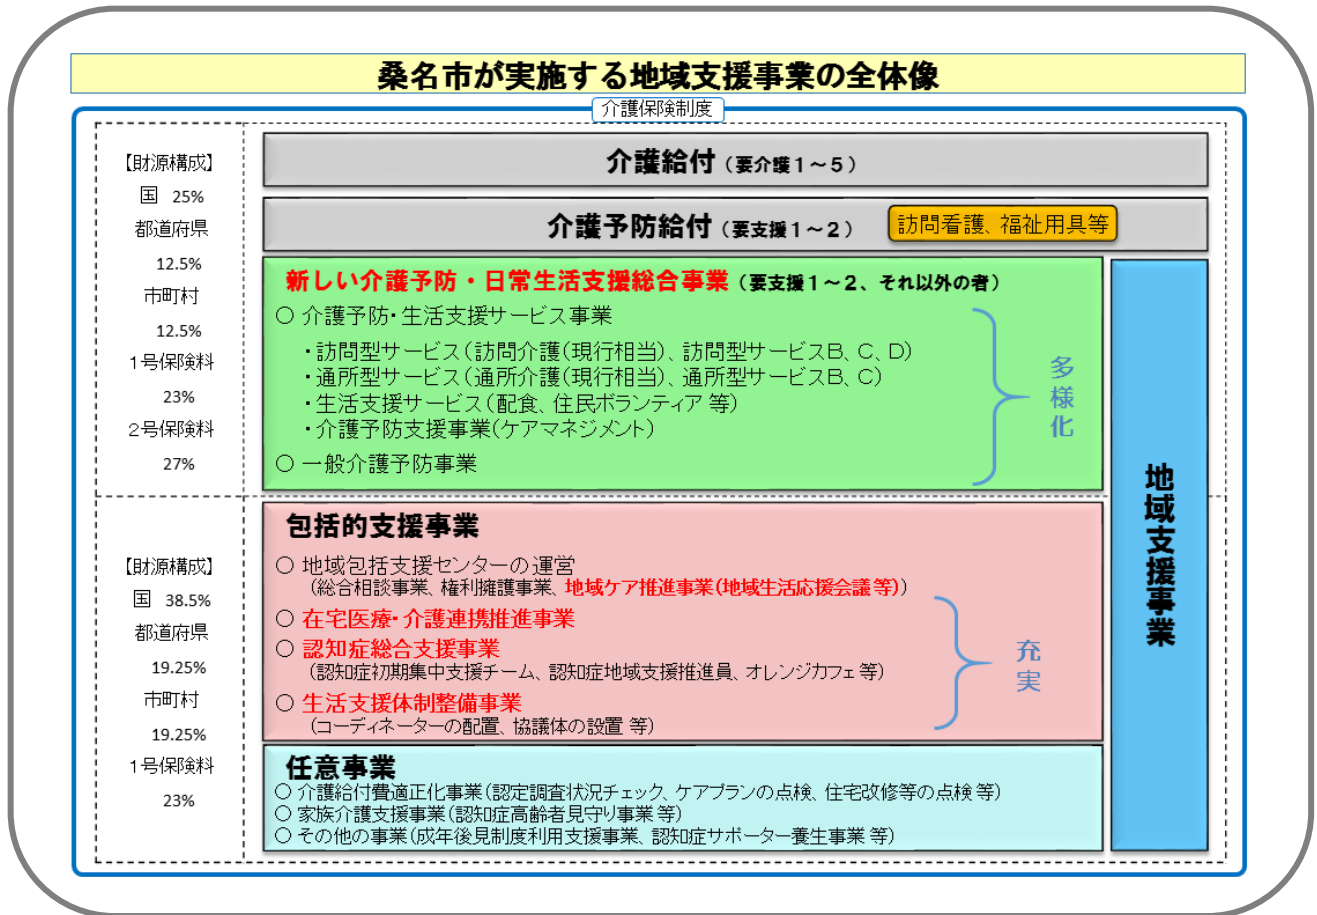 桑名市が実施する地域支援事業の全体像
介護保険制度
【財源構成】
国 25%
都道府県
12.5%
市町村
12.5%
1号保険料
23%
2号保険料
27%
介護給付(要介護1~5)
介護予防給付(要支援1~2)
訪問看護、福祉用具等
新しい介護予防・日常生活支援総合事業(要支援1~2、それ以外の者)
○ 介護予防・生活支援サービス事業
・訪問型サービス(訪問介護(現行相当)、訪問型サービスB、C、D)
・通所型サービス(通所介護(現行相当)、通所型サービスB、C)
・生活支援サービス(配食、住民ボランティア 等)
・介護予防支援事業(ケアマネジメント)
○ 一般介護予防事業
多様化
地域支援事業
【財源構成】
国 38.5%
都道府県
19.25%
市町村
19.25%
1号保険料
23%
包括的支援事業
○ 地域包括支援センターの運営
(総合相談事業、権利擁護事業、地域ケア推進事業(地域生活応援会議 等))
○ 在宅医療・介護連携推進事業
○ 認知症総合支援事業
(認知症初期集中支援チーム、認知症地域支援推進員、オレンジカフェ 等)
○ 生活支援体制整備事業
(コーディネーターの配置、協議体の設置 等)
充実
任意事業
○ 介護給付費適正化事業(認定調査状況チェック、ケアプランの点検、住宅改修等の点検 等)
○ 家族介護支援事業(認知症高齢者見守り事業 等)
○ その他の事業(成年後見制度利用支援事業、認知症サポーター養生事業 等)